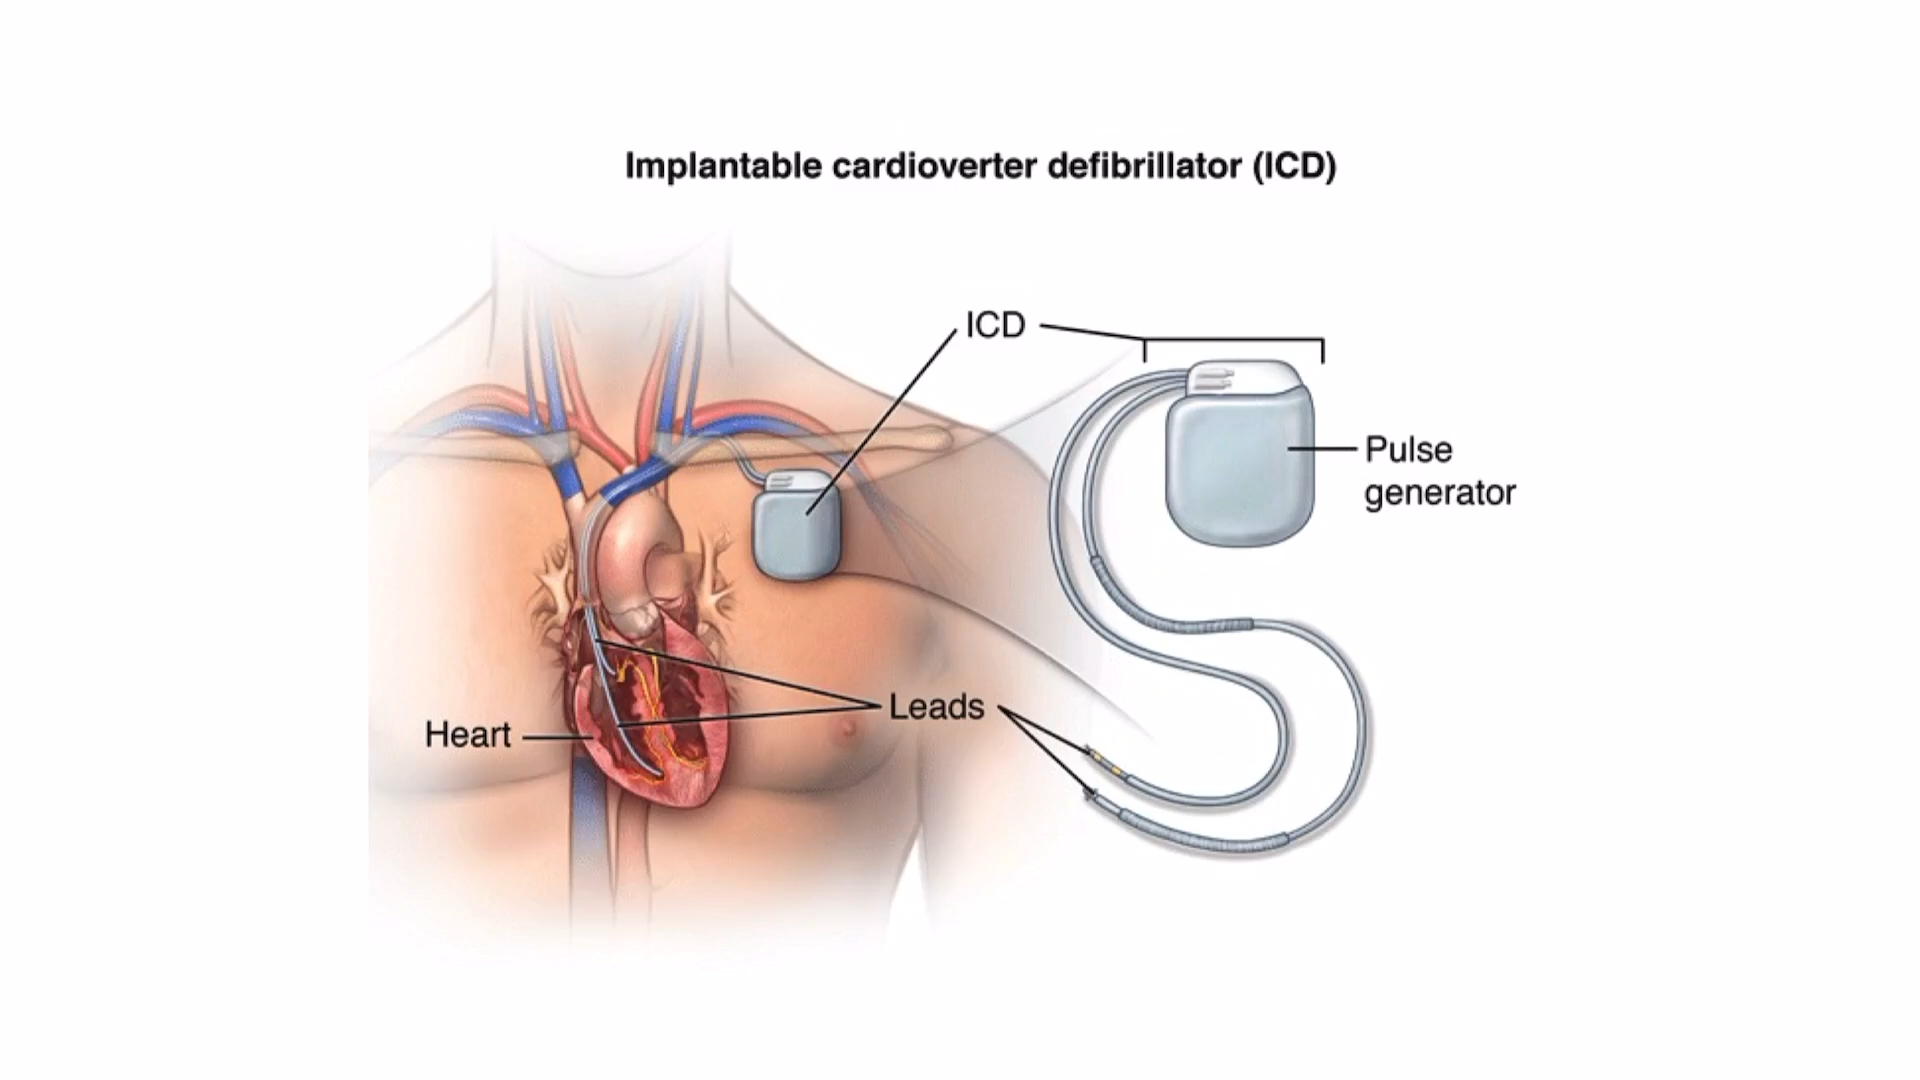 Implantable cardioverter defibrillator (ICD)
ICD
Pulse
generator
Leads
Heart